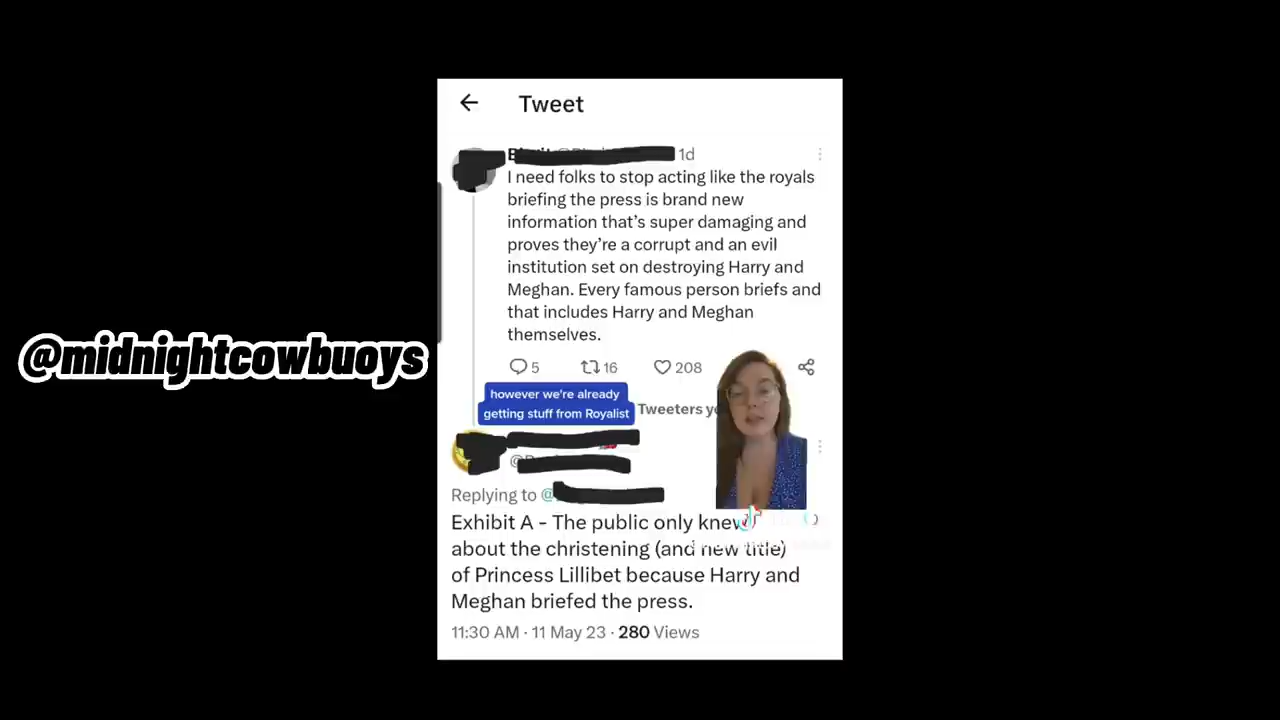 Tweet
1d
I need folks to stop acting like the royals
briefing the press is brand new
information that's super damaging and
proves they're a corrupt and an evil
institution set on destroying Harry and
Meghan. Every famous person briefs and
that includes Harry and Meghan
themselves.
5 16 208
@midnightcowbuoys
however we're already
getting stuff from Royalist
Tweeters
Replying to @
Exhibit A - The public only knew
about the christening (and new title)
of Princess Lillibet because Harry and
Meghan briefed the press.
11:30 AM · 11 May 23 · 280 Views